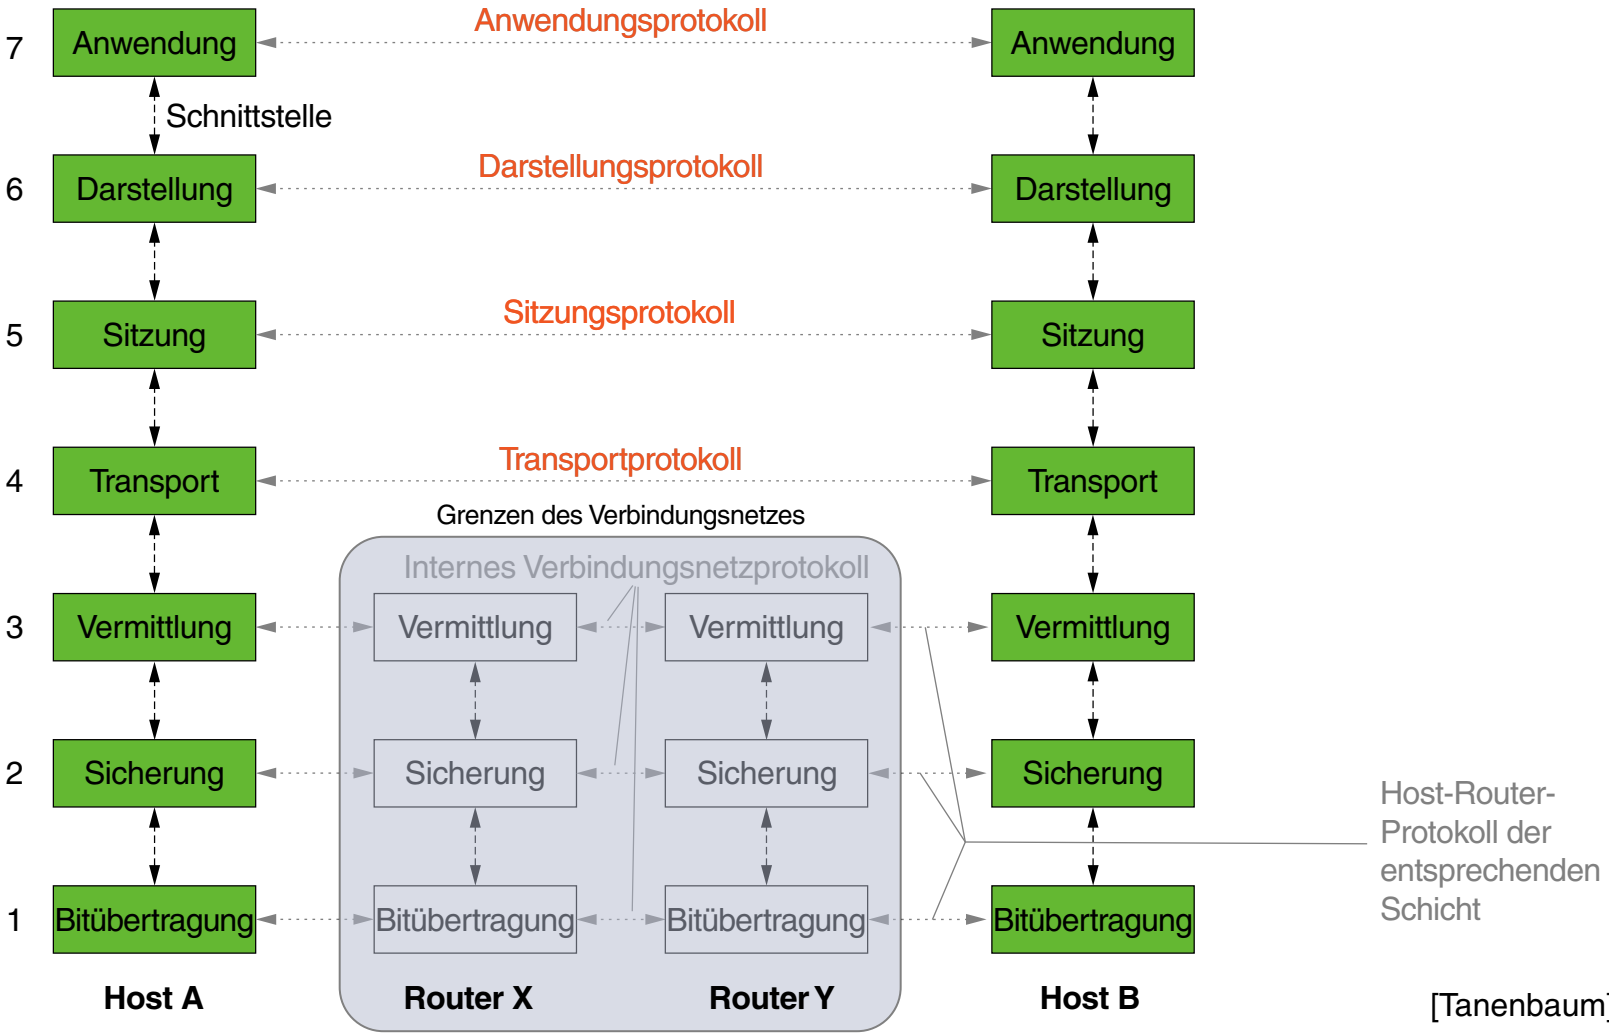 7 Anwendung Anwendungsprotokoll Anwendung
Schnittstelle
6 Darstellung Darstellungsprotokoll Darstellung
5 Sitzung Sitzungsprotokoll Sitzung
4 Transport Transportprotokoll Transport
Grenzen des Verbindungsnetzes
Internes Verbindungsnetzprotokoll
3 Vermittlung Vermittlung Vermittlung Vermittlung
2 Sicherung Sicherung Sicherung Sicherung
Host-Router-
Protokoll der
entsprechenden
Schicht
1 Bitübertragung Bitübertragung Bitübertragung Bitübertragung
Host A Router X Router Y Host B
[Tanenbaum]